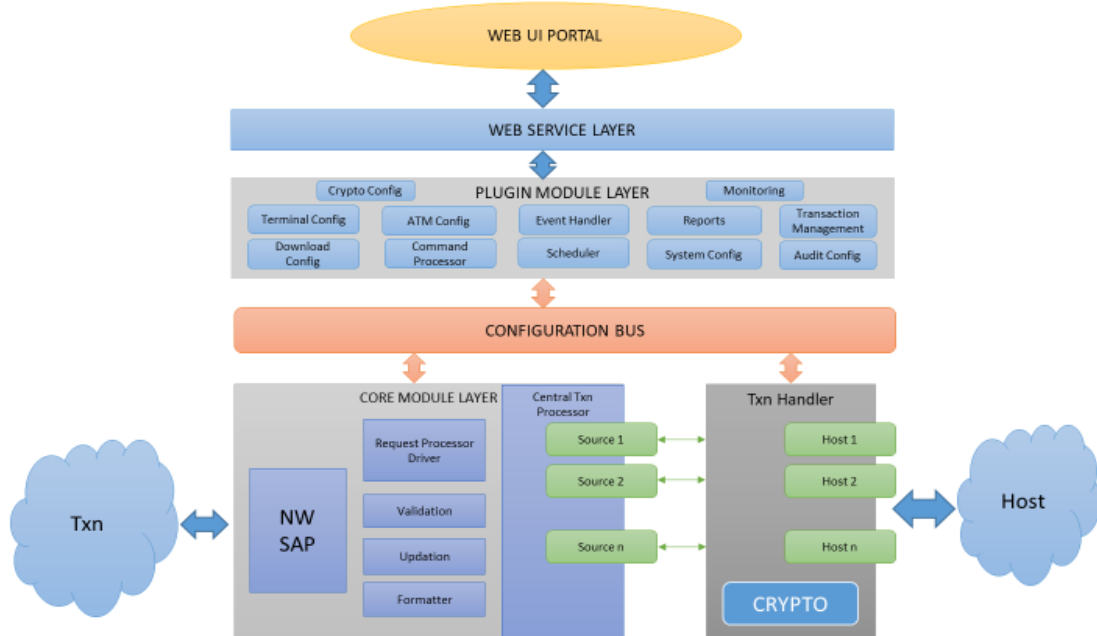 WEB UI PORTAL
WEB SERVICE LAYER
Crypto Config
PLUGIN MODULE LAYER
Monitoring
Terminal Config
ATM Config
Event Handler
Reports
Transaction
Management
Download
Config
Command
Processor
Scheduler
System Config
Audit Config
CONFIGURATION BUS
CORE MODULE LAYER
Central Txn
Processor
Txn Handler
Request Processor
Driver
Source 1
Host 1
Source 2
Host 2
Txn
NW
SAP
Validation
Updation
Formatter
Source n
Host n
CRYPTO
Host